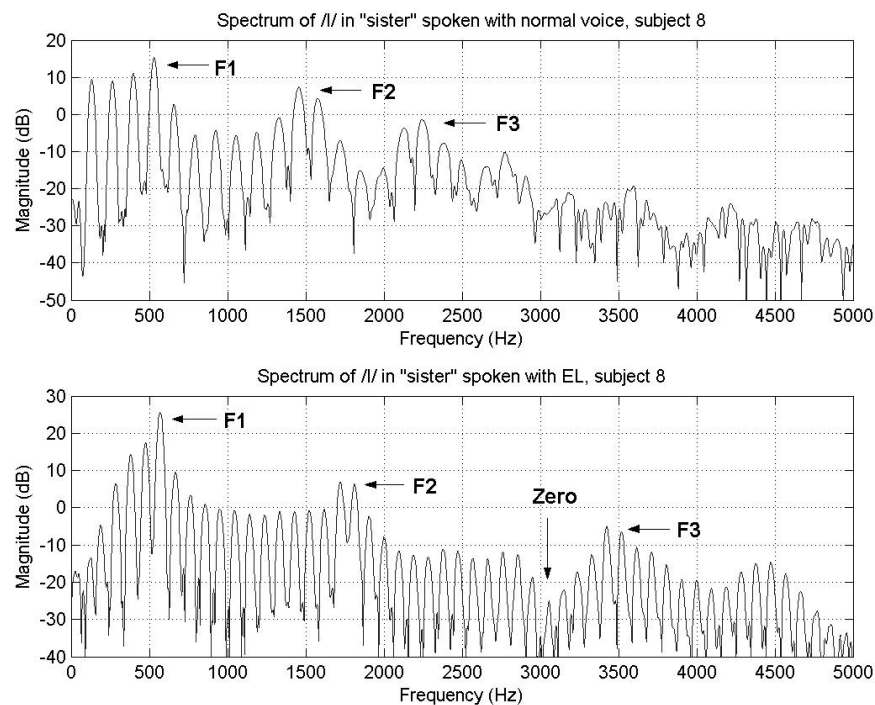 Spectrum of /I/ in "sister" spoken with normal voice, subject 8
20
10
0
-10
-20
-30
-40
-50
Magnitude (dB)
F1
F2
F3
0 500 1000 1500 2000 2500 3000 3500 4000 4500 5000
Frequency (Hz)
Spectrum of /I/ in "sister" spoken with EL, subject 8
30
20
10
0
-10
-20
-30
-40
Magnitude (dB)
F1
F2
Zero
F3
0 500 1000 1500 2000 2500 3000 3500 4000 4500 5000
Frequency (Hz)